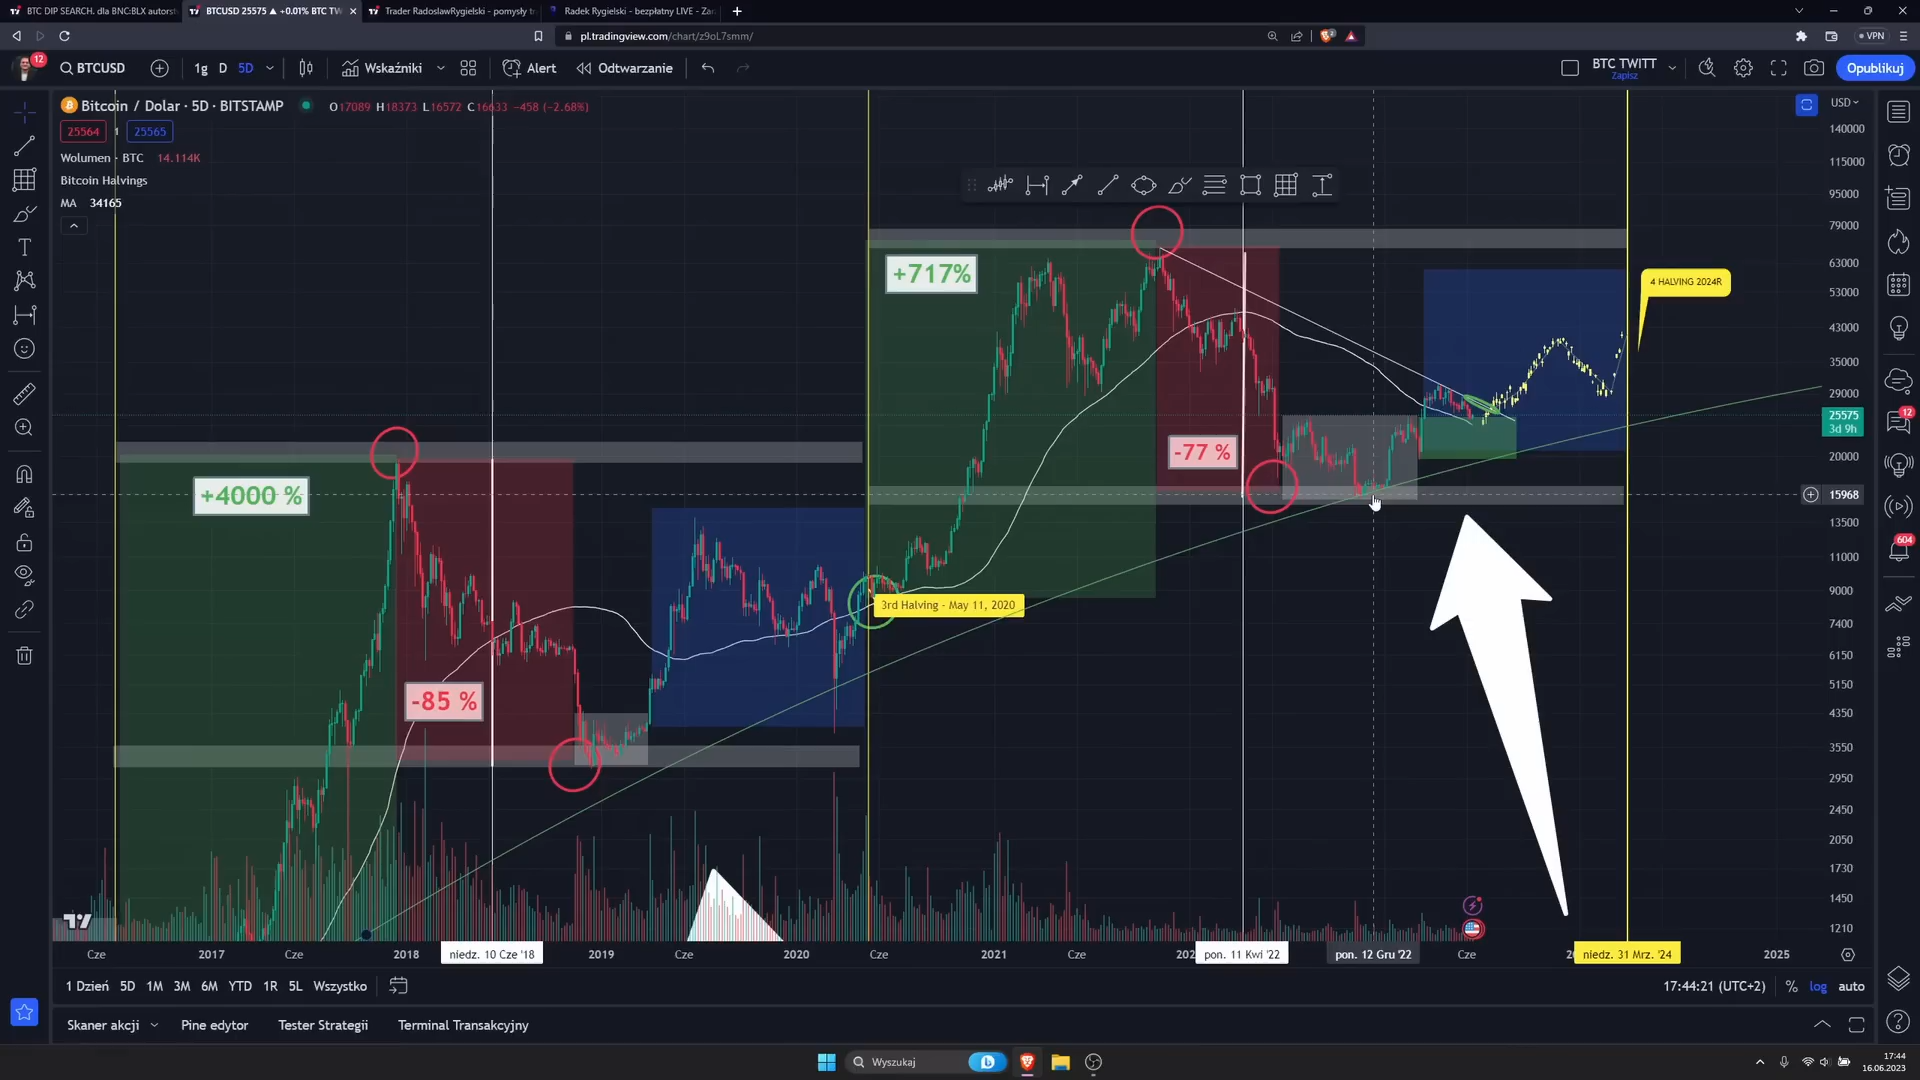 BTC DIP SEARCH. dla BNC:BLX autorst
BTCUSD 25575 ▲ +0.01% BTC TW
Trader RadoslawRygielski - pomysły t
Radek Rygielski - bezpłatny LIVE - Za
pl.tradingview.com/chart/z9oL7smm/
2
VPN
12
BTCUSD
1g
D
5D
Wskaźniki
Alert
Odtwarzanie
BTC TWITT
Zapisz
Opublikuj
Bitcoin / Dolar · 5D · BITSTAMP
O17089 H18373 L16572 C16633 −458 (−2.68%)
USD
25564
1
25565
Wolumen · BTC 14.114K
Bitcoin Halvings
MA 34165
140000
115000
95000
79000
63000
53000
43000
35000
29000
25575
3d 9h
20000
15968
13500
11000
9000
7400
6150
5150
4350
3550
2950
2450
2050
1730
1450
1210
+717%
4 HALVING 2024R
-77 %
+4000 %
3rd Halving - May 11, 2020
-85 %
12
604
Cze
2017
Cze
2018
niedz. 10 Cze '18
2019
Cze
2020
Cze
2021
Cze
pon. 11 Kwi '22
pon. 12 Gru '22
Cze
niedz. 31 Mrz. '24
2025
1 Dzień
5D
1M
3M
6M
YTD
1R
5L
Wszystko
17:44:21 (UTC+2)
%
log
auto
Skaner akcji
Pine edytor
Tester Strategii
Terminal Transakcyjny
Wyszukaj
17:44
16.06.2023